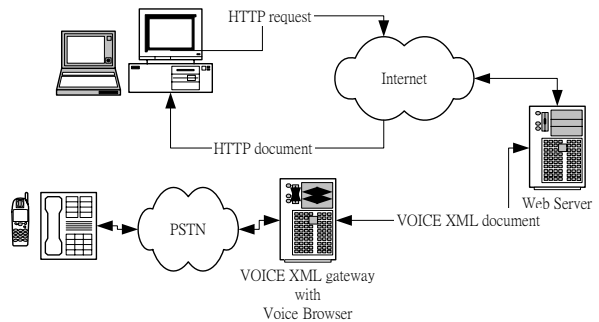 HTTP request
Internet
HTTP document
Web Server
PSTN
VOICE XML document
VOICE XML gateway
with
Voice Browser